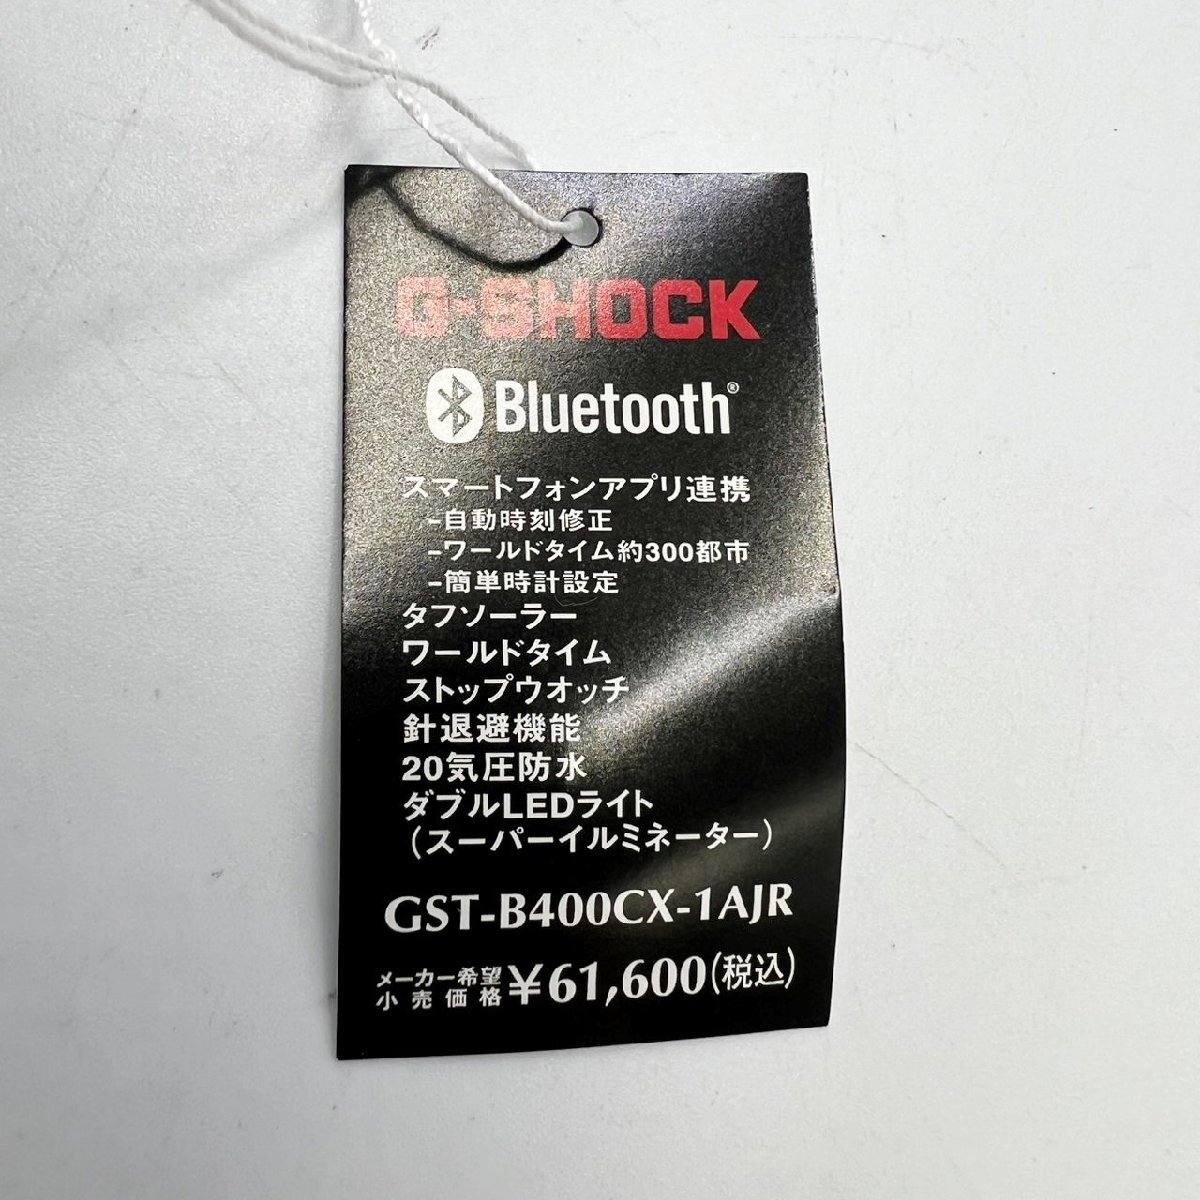 G-SHOCK
Bluetooth®
スマートフォンアプリ連携
-自動時刻修正
-ワールドタイム約300都市
-簡単時計設定
タフソーラー
ワールドタイム
ストップウオッチ
針退避機能
20気圧防水
ダブルLEDライト
(スーパーイルミネーター)
GST-B400CX-1AJR
メーカー希望小売価格 ¥61,600(税込)